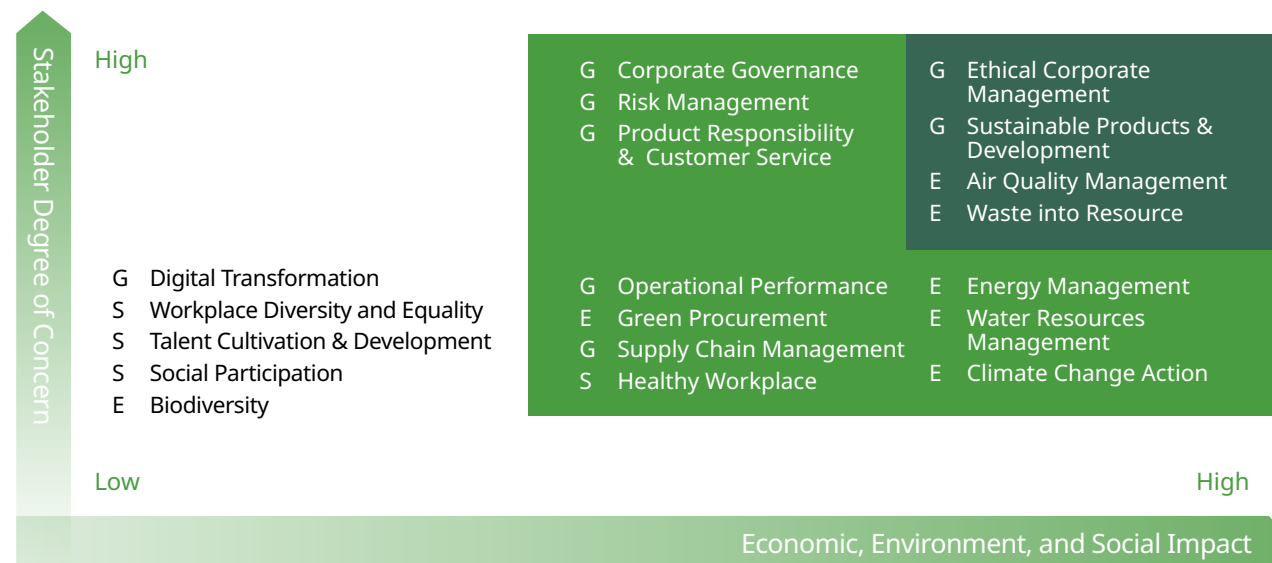 Stakeholder Degree of Concern
High
G Corporate Governance
G Risk Management
G Product Responsibility
& Customer Service
G Ethical Corporate
Management
G Sustainable Products &
Development
E Air Quality Management
E Waste into Resource
G Digital Transformation
S Workplace Diversity and Equality
S Talent Cultivation & Development
S Social Participation
E Biodiversity
G Operational Performance
E Green Procurement
G Supply Chain Management
S Healthy Workplace
E Energy Management
E Water Resources
Management
E Climate Change Action
Low
High
Economic, Environment, and Social Impact